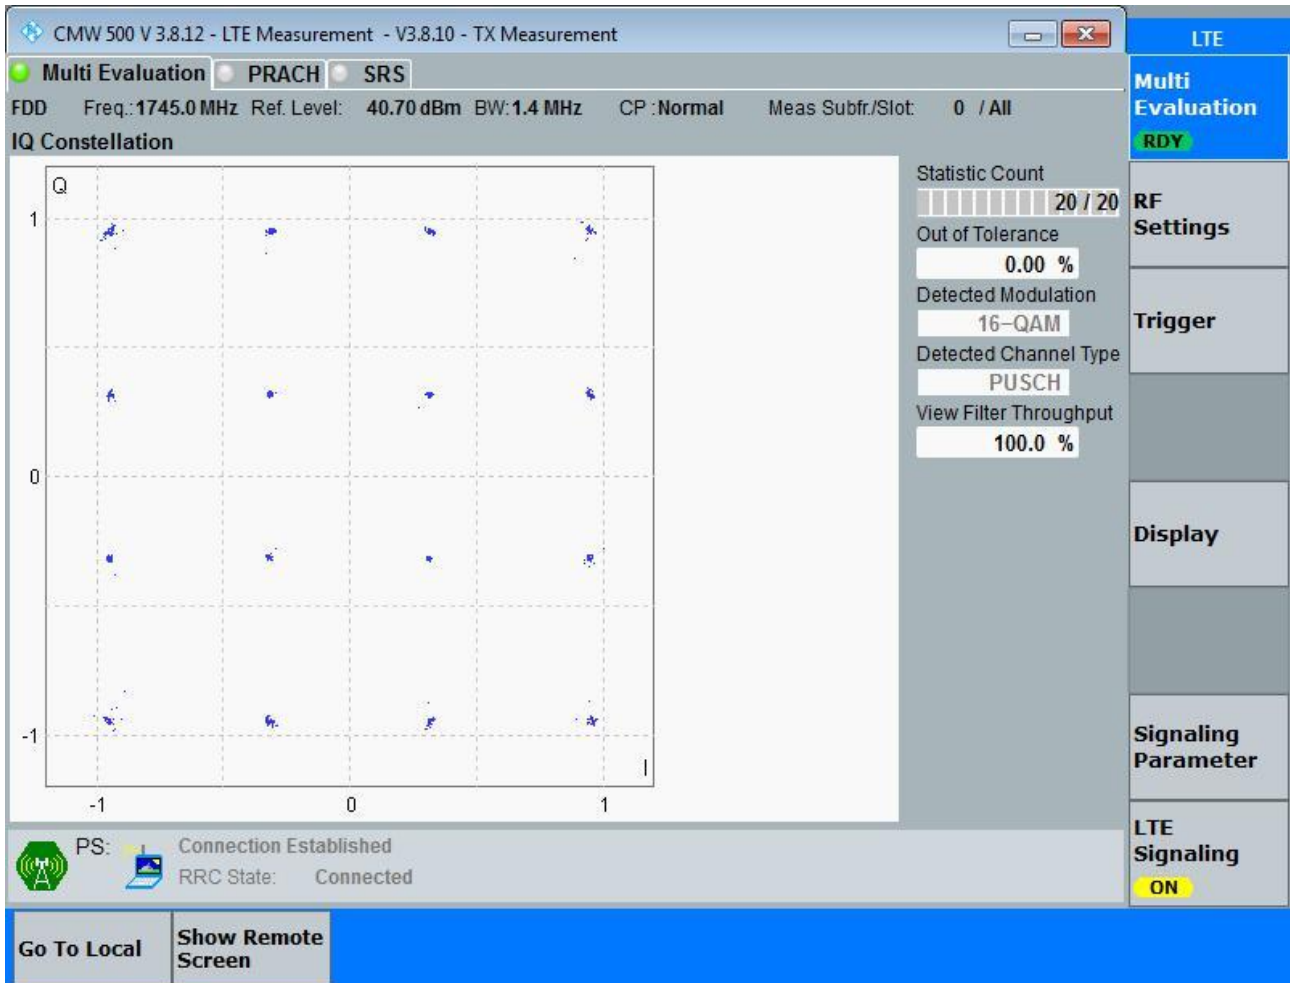 CMW 500 V 3.8.12 - LTE Measurement - V3.8.10 - TX Measurement
LTE
Multi Evaluation PRACH SRS
FDD Freq.:1745.0 MHz Ref. Level: 40.70 dBm BW:1.4 MHz CP :Normal Meas Subfr./Slot: 0 / All
IQ Constellation
Q
1
0
-1
I
-1 0 1
Statistic Count
20 / 20
Out of Tolerance
0.00 %
Detected Modulation
16-QAM
Detected Channel Type
PUSCH
View Filter Throughput
100.0 %
Multi
Evaluation
RDY
RF
Settings
Trigger
Display
Signaling
Parameter
LTE
Signaling
ON
PS: Connection Established
RRC State: Connected
Go To Local
Show Remote
Screen